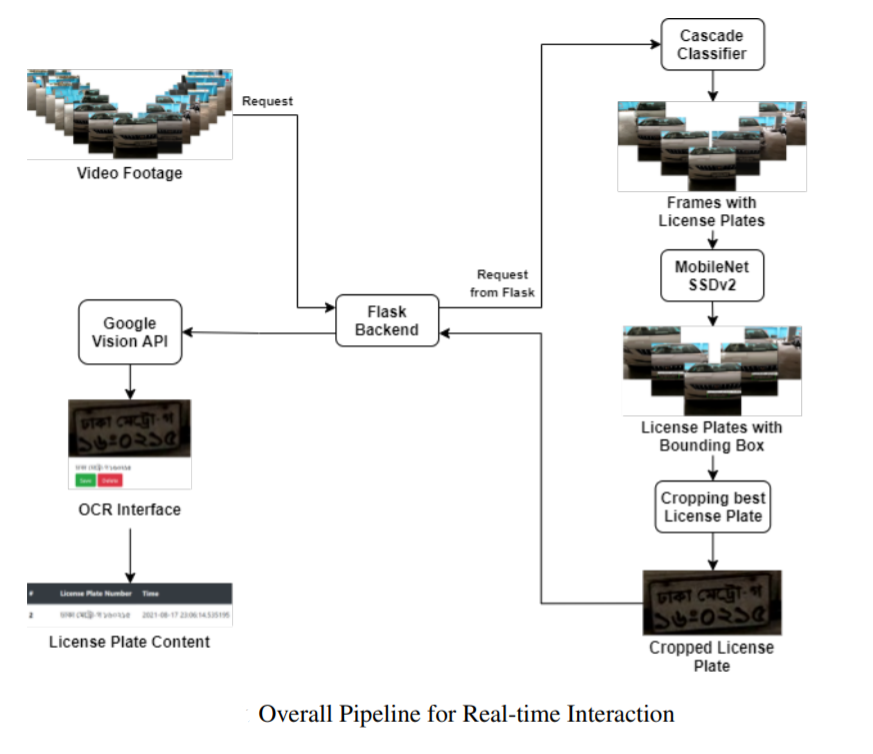 Cascade
Classifier
Request
Video Footage
Frames with
License Plates
MobileNet
SSDv2
Request
from Flask
Flask
Backend
Google
Vision API
License Plates with
Bounding Box
ঢাকা মেট্রো-গ
১৬-০২১৫
Save Delete
OCR Interface
Cropping best
License Plate
# License Plate Number Time
2 2021-08-17 23:06:14.535195
License Plate Content
ঢাকা মেট্রো-গ
১৬-০২১৫
Cropped License
Plate
Overall Pipeline for Real-time Interaction